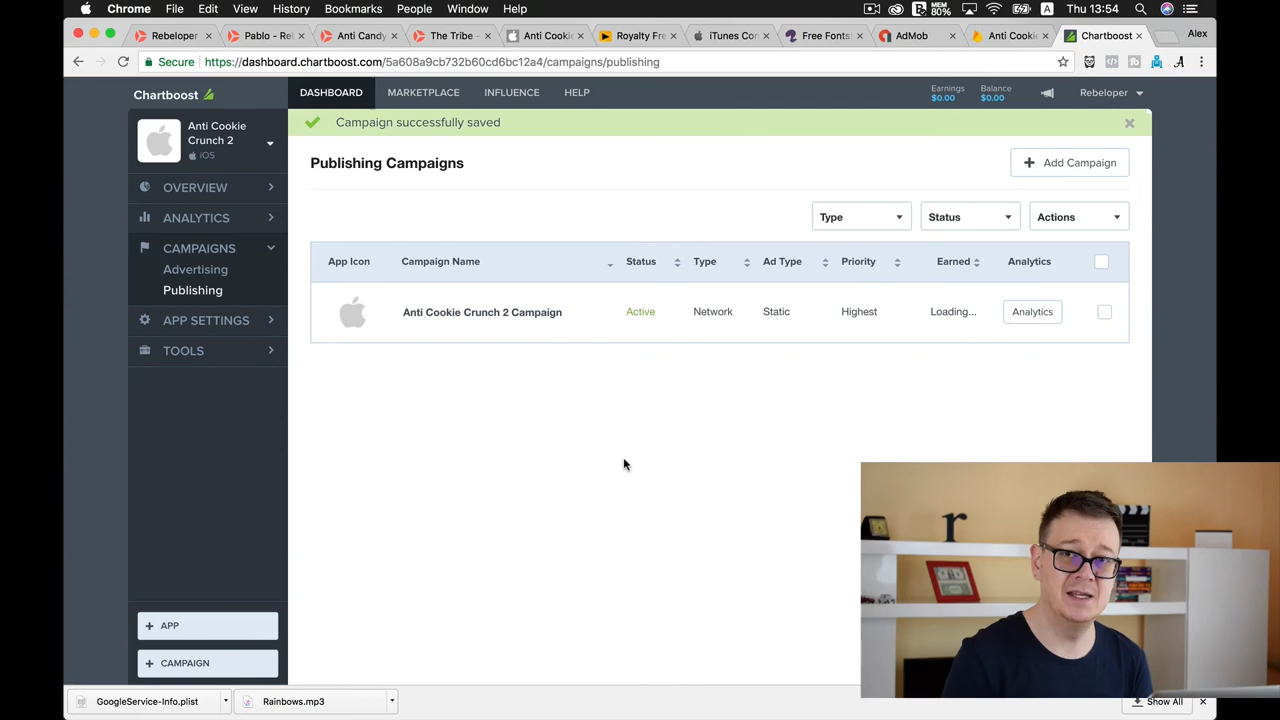 Chrome File Edit View History Bookmarks People Window Help MEM 80% A Thu 13:54
Rebeloper Pablo - Re Anti Candy The Tribe - Anti Cookie Royalty Fre iTunes Con Free Fonts AdMob Anti Cookie Chartboost Alex
Secure https://dashboard.chartboost.com/5a608a9cb732b60cd6bc12a4/campaigns/publishing
Chartboost DASHBOARD MARKETPLACE INFLUENCE HELP Earnings $0.00 Balance $0.00 Rebeloper
Anti Cookie Crunch 2
iOS
Campaign successfully saved
OVERVIEW
ANALYTICS
CAMPAIGNS
Advertising
Publishing
APP SETTINGS
TOOLS
+ APP
+ CAMPAIGN
Publishing Campaigns + Add Campaign
Type Status Actions
App Icon Campaign Name Status Type Ad Type Priority Earned Analytics
Anti Cookie Crunch 2 Campaign Active Network Static Highest Loading... Analytics
r
GoogleService-Info.plist Rainbows.mp3 Show All